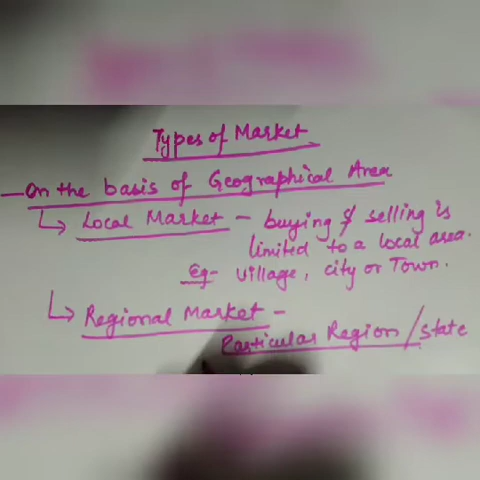 Types of Market
On the basis of Geographical Area
↳ Local Market - buying & selling is
limited to a local area.
Eg- village, city or Town.
↳ Regional Market -
Particular Region/state